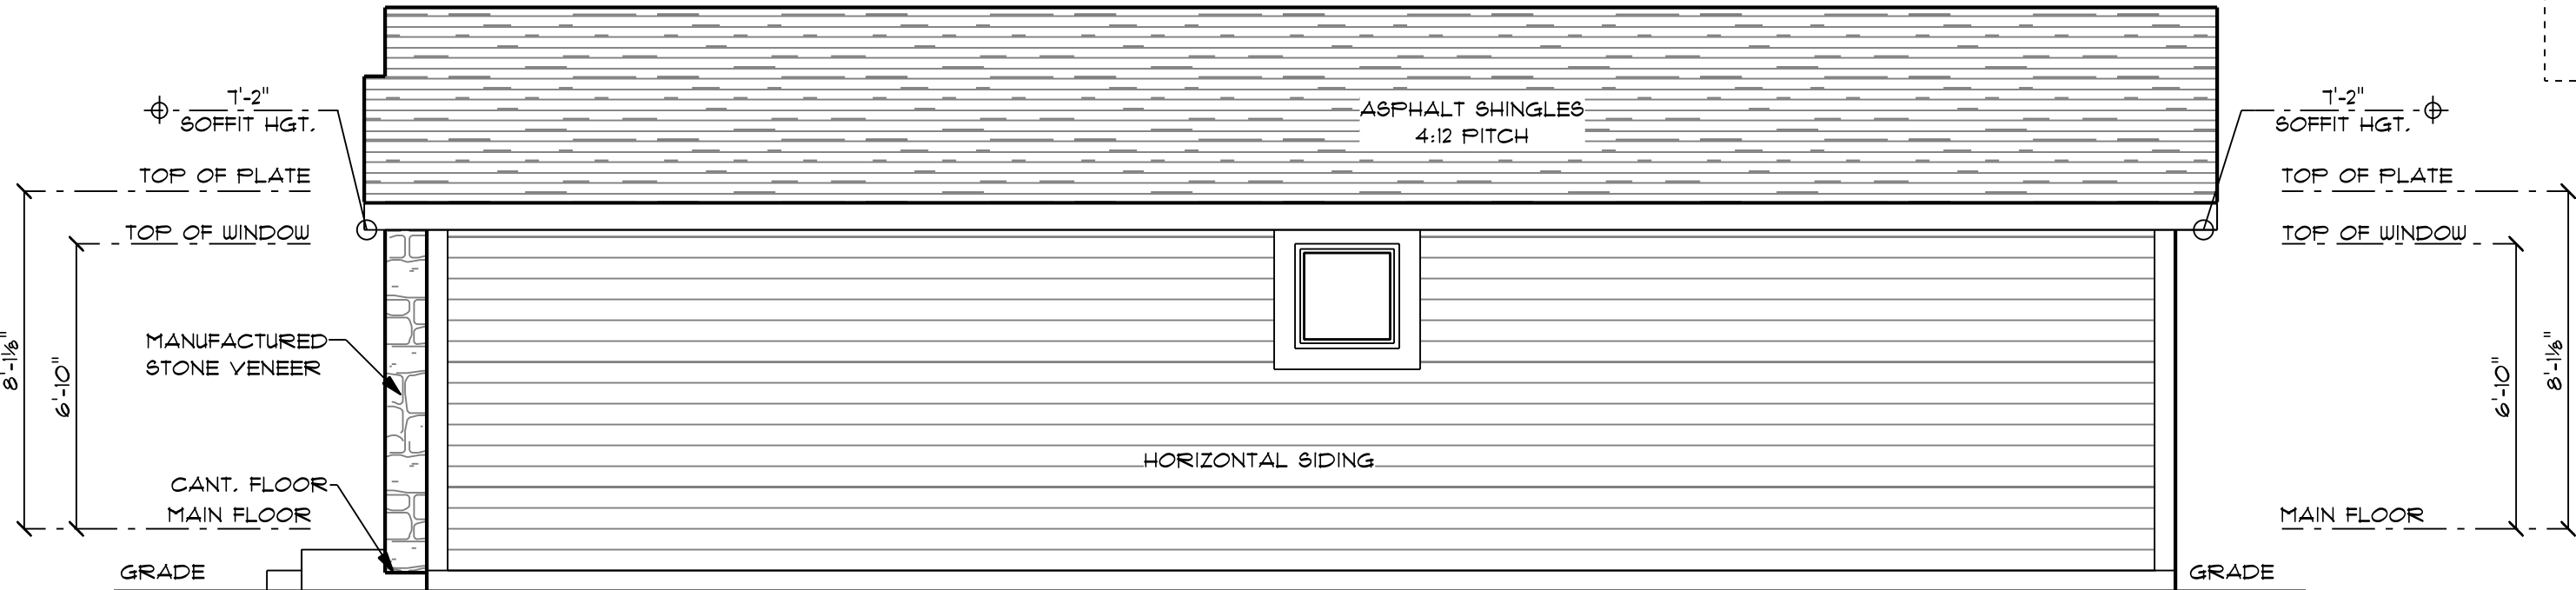 7'-2"
SOFFIT HGT.
TOP OF PLATE
TOP OF WINDOW
8'-1⅛"
6'-10"
MANUFACTURED
STONE VENEER
CANT. FLOOR
MAIN FLOOR
GRADE
ASPHALT SHINGLES
4:12 PITCH
HORIZONTAL SIDING
7'-2"
SOFFIT HGT.
TOP OF PLATE
TOP OF WINDOW
6'-10"
8'-1⅛"
MAIN FLOOR
GRADE